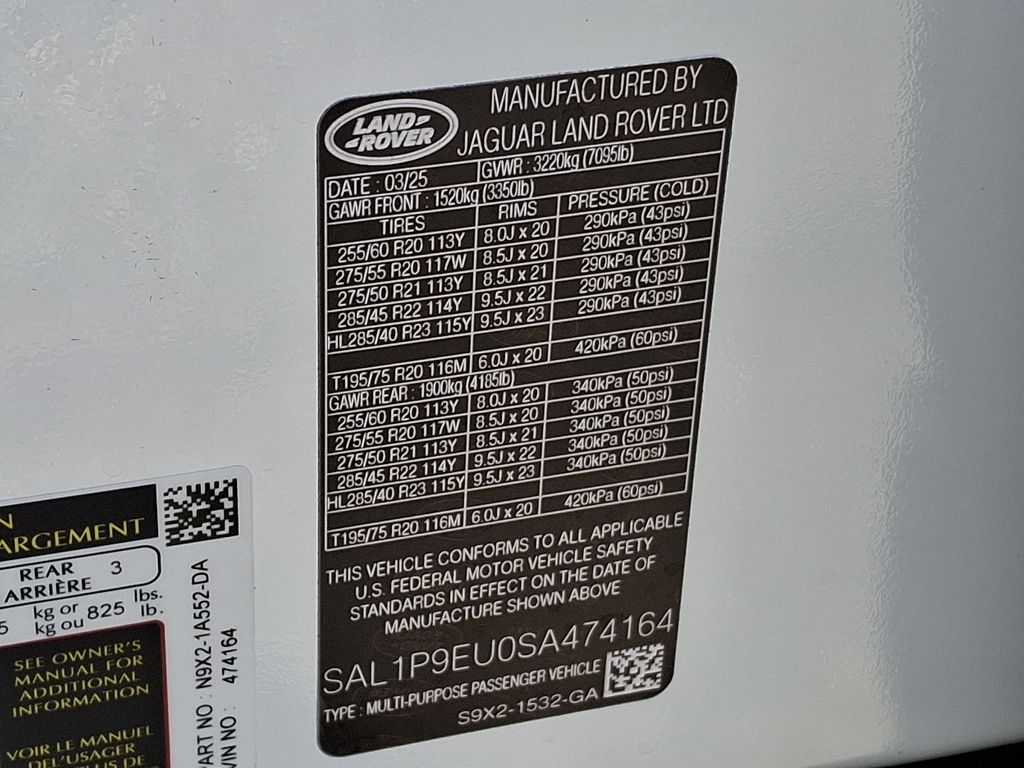 LAND-
-ROVER
MANUFACTURED BY
JAGUAR LAND ROVER LTD
DATE : 03/25 GVWR : 3220kg (7095lb)
GAWR FRONT : 1520kg (3350lb)
TIRES RIMS PRESSURE (COLD)
255/60 R20 113Y 8.0J x 20 290kPa (43psi)
275/55 R20 117W 8.5J x 20 290kPa (43psi)
275/50 R21 113Y 8.5J x 21 290kPa (43psi)
285/45 R22 114Y 9.5J x 22 290kPa (43psi)
HL285/40 R23 115Y 9.5J x 23 290kPa (43psi)
T195/75 R20 116M 6.0J x 20 420kPa (60psi)
GAWR REAR : 1900kg (4185lb)
255/60 R20 113Y 8.0J x 20 340kPa (50psi)
275/55 R20 117W 8.5J x 20 340kPa (50psi)
275/50 R21 113Y 8.5J x 21 340kPa (50psi)
285/45 R22 114Y 9.5J x 22 340kPa (50psi)
HL285/40 R23 115Y 9.5J x 23 340kPa (50psi)
T195/75 R20 116M 6.0J x 20 420kPa (60psi)
THIS VEHICLE CONFORMS TO ALL APPLICABLE
U.S. FEDERAL MOTOR VEHICLE SAFETY
STANDARDS IN EFFECT ON THE DATE OF
MANUFACTURE SHOWN ABOVE
SAL1P9EU0SA474164
TYPE : MULTI-PURPOSE PASSENGER VEHICLE
S9X2-1532-GA
N
ARGEMENT
REAR 3
ARRIÈRE
5 kg or 825 lbs.
kg ou lb.
SEE OWNER'S
MANUAL FOR
ADDITIONAL
INFORMATION
VOIR LE MANUEL
DE L'USAGER
PLUS DE
PART NO : N9X2-1A552-DA
VIN NO : 474164